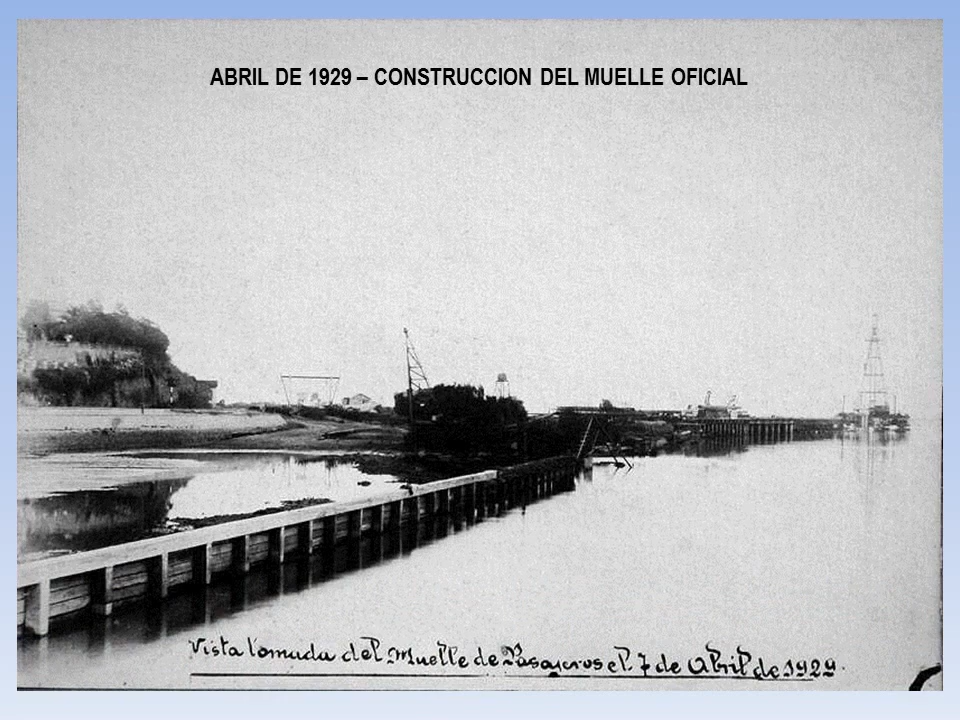 ABRIL DE 1929 – CONSTRUCCION DEL MUELLE OFICIAL
Vista tomada del Muelle de Pasajeros el 7 de Abril de 1929.